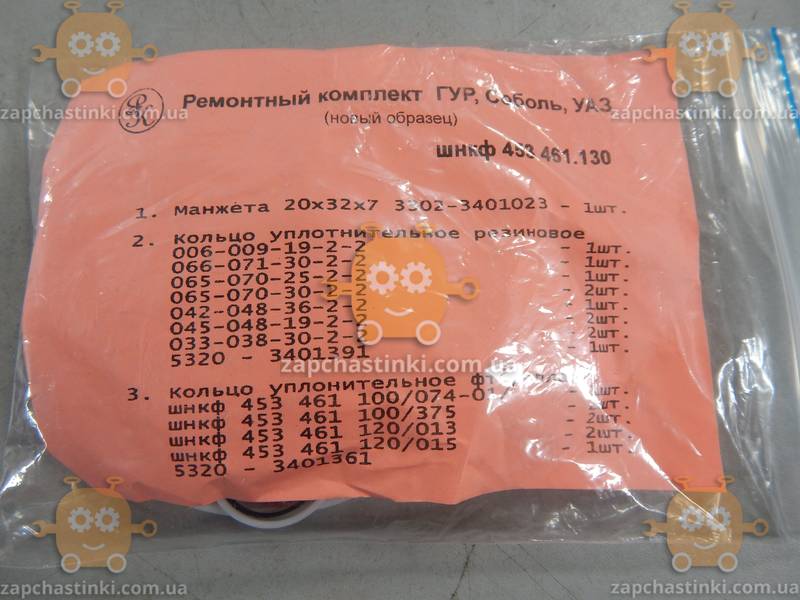 Ремонтный комплект ГУР, Соболь, УАЗ
(новый образец)
шнкф 453 461.130
1. Манжета 20х32х7 3302-3401023 - 1шт.
2. Кольцо уплотнительное резиновое
006-009-19-2-2 - 1шт.
066-071-30-2-2 - 1шт.
065-070-25-2-2 - 1шт.
065-070-30-2-2 - 2шт.
042-048-36-2-2 - 1шт.
045-048-19-2-2 - 2шт.
033-038-30-2-2 - 2шт.
5320 - 3401391 - 1шт.
3. Кольцо уплонительное
шнкф 453 461 100/074-0
шнкф 453 461 100/375 - 2шт.
шнкф 453 461 120/013 - 2шт.
шнкф 453 461 120/015 - 2шт.
5320 - 3401361 - 1шт.
zapchastinki.com.ua
zapchastinki.com.ua
zapchastinki.com.ua
zapchastinki.com.ua
zapchastinki.com.ua